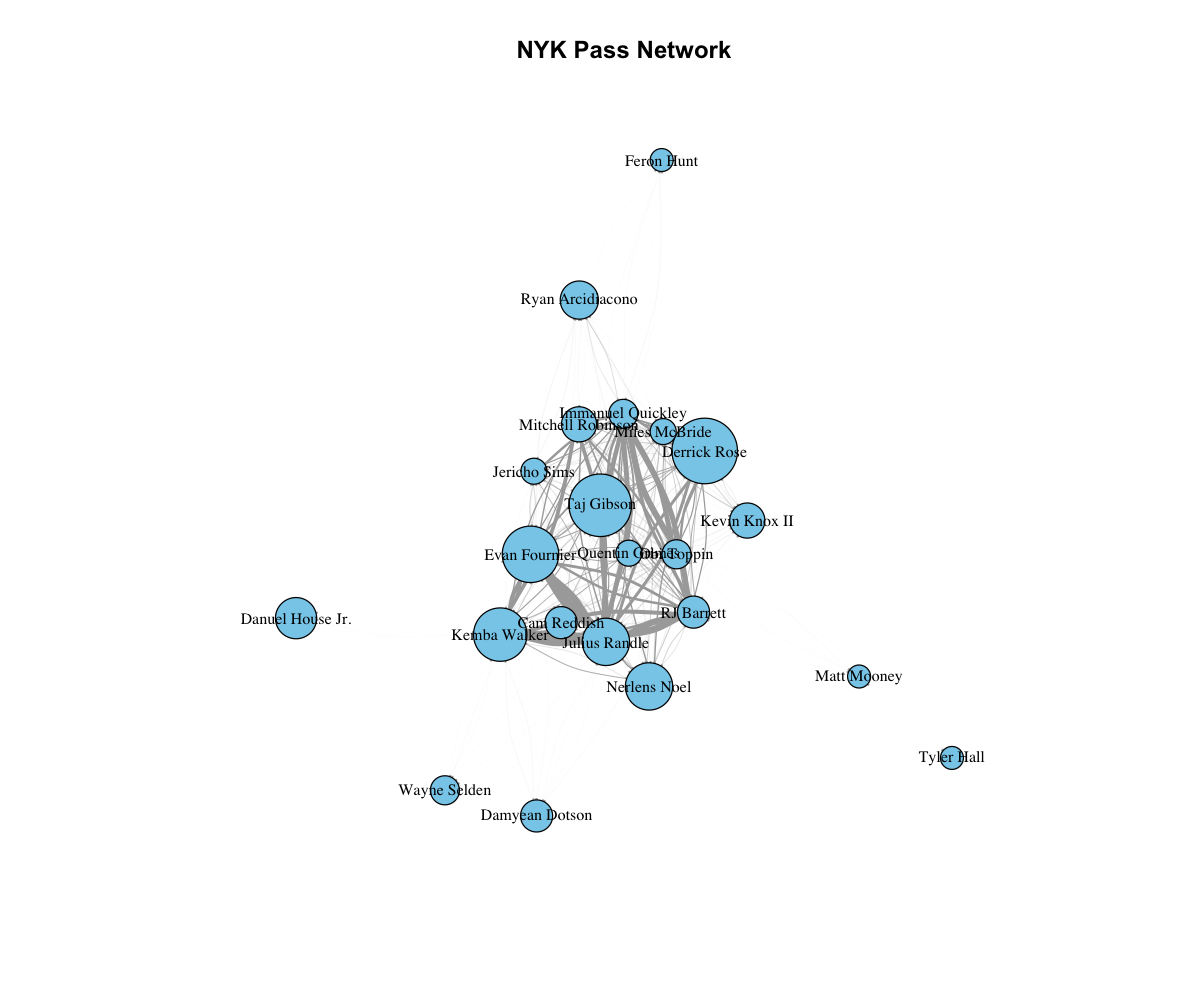 NYK Pass Network
Feron Hunt
Ryan Arcidiacono
Immanuel Quickley
Mitchell Robinson
Miles McBride
Derrick Rose
Jericho Sims
Taj Gibson
Kevin Knox II
Evan Fournier
Quentin Grimes
Obi Toppin
RJ Barrett
Danuel House Jr.
Cam Reddish
Kemba Walker
Julius Randle
Matt Mooney
Nerlens Noel
Tyler Hall
Wayne Selden
Damyean Dotson